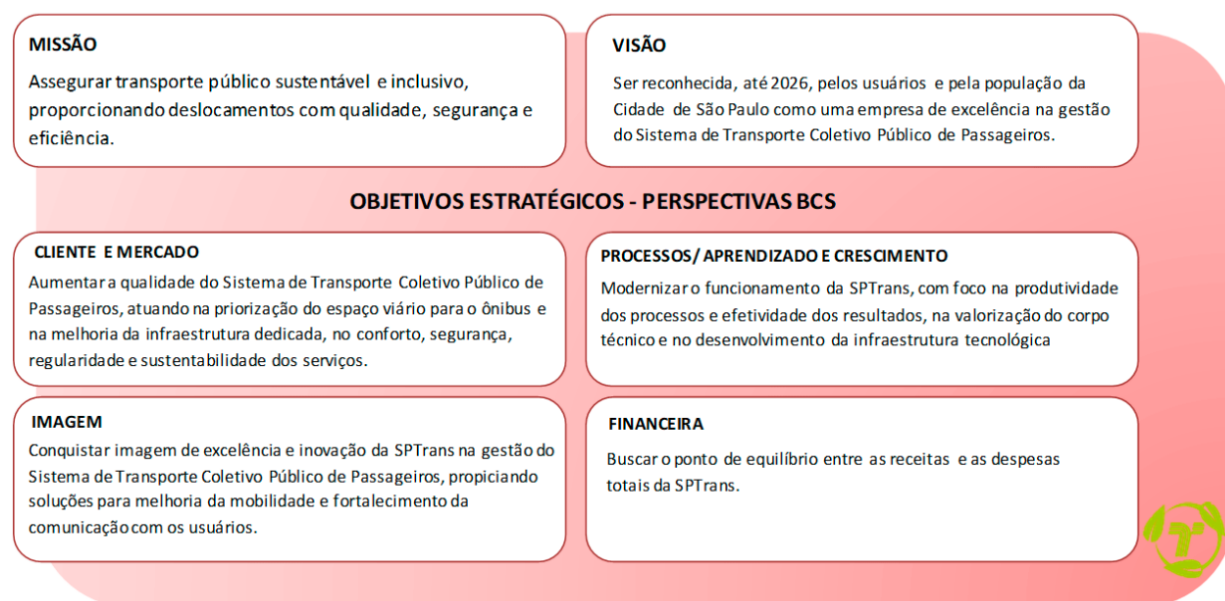 MISSÃO
Assegurar transporte público sustentável e inclusivo,
proporcionando deslocamentos com qualidade, segurança e
eficiência.
VISÃO
Ser reconhecida, até 2026, pelos usuários e pela população da
Cidade de São Paulo como uma empresa de excelência na gestão
do Sistema de Transporte Coletivo Público de Passageiros.
OBJETIVOS ESTRATÉGICOS - PERSPECTIVAS BCS
CLIENTE E MERCADO
Aumentar a qualidade do Sistema de Transporte Coletivo Público de
Passageiros, atuando na priorização do espaço viário para o ônibus e
na melhoria da infraestrutura dedicada, no conforto, segurança,
regularidade e sustentabilidade dos serviços.
PROCESSOS/ APRENDIZADO E CRESCIMENTO
Modernizar o funcionamento da SPTrans, com foco na produtividade
dos processos e efetividade dos resultados, na valorização do corpo
técnico e no desenvolvimento da infraestrutura tecnológica
IMAGEM
Conquistar imagem de excelência e inovação da SPTrans na gestão do
Sistema de Transporte Coletivo Público de Passageiros, propiciando
soluções para melhoria da mobilidade e fortalecimento da
comunicação com os usuários.
FINANCEIRA
Buscar o ponto de equilíbrio entre as receitas e as despesas
totais da SPTrans.